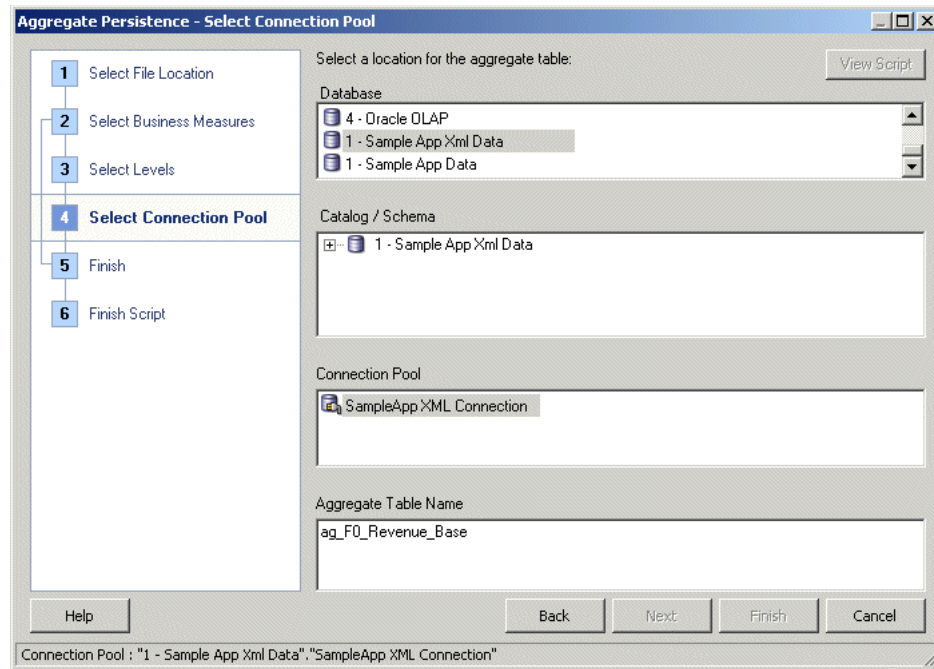 Aggregate Persistence - Select Connection Pool
1 Select File Location
2 Select Business Measures
3 Select Levels
4 Select Connection Pool
5 Finish
6 Finish Script
Select a location for the aggregate table:
View Script
Database
4 - Oracle OLAP
1 - Sample App Xml Data
1 - Sample App Data
Catalog / Schema
1 - Sample App Xml Data
Connection Pool
SampleApp XML Connection
Aggregate Table Name
ag_F0_Revenue_Base
Help
Back
Next
Finish
Cancel
Connection Pool : "1 - Sample App Xml Data"."SampleApp XML Connection"